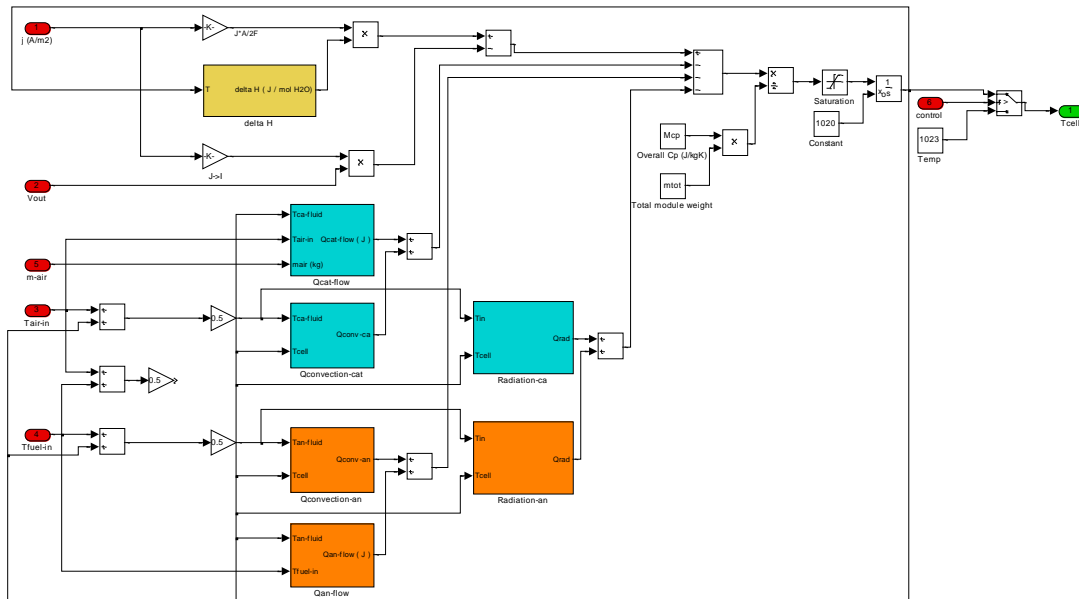 1
j (A/m2)
-K-
J*A/2F
×
+
−
T
delta H ( J / mol H2O)
delta H
-K-
J->I
×
2
Vout
+
−
−
−
×
÷
Saturation
1
s
xo
1020
Constant
6
control
>
1023
Temp
1
Tcell
Mcp
Overall Cp (J/kgK)
×
mtot
Total module weight
Tca-fluid
Tair-in
Qcat-flow ( J )
mair (kg)
Qcat-flow
+
+
m-air
3
Tair-in
+
+
0.5
Tca-fluid
Qconv-ca
Tcell
Qconvection-cat
Tin
Qrad
Tcell
Radiation-ca
+
+
+
+
0.5
4
Tfuel-in
+
+
0.5
Tan-fluid
Qconv-an
Tcell
Qconvection-an
+
+
Tin
Qrad
Tcell
Radiation-an
Tan-fluid
Qan-flow ( J )
Tfuel-in
Qan-flow